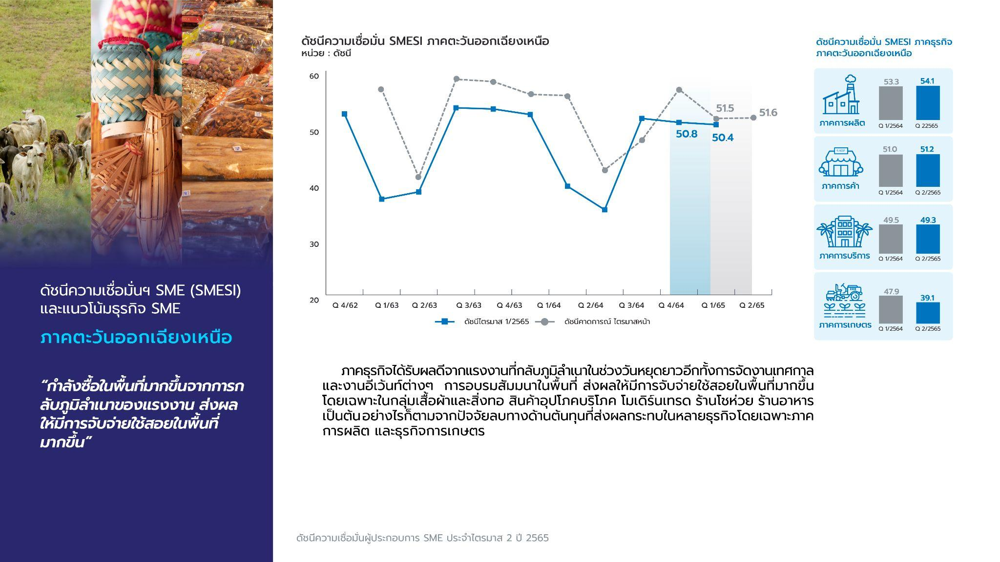 ดัชนีความเชื่อมั่นฯ SME (SMESI)
และแนวโน้มธุรกิจ SME
ภาคตะวันออกเฉียงเหนือ
“กำลังซื้อในพื้นที่มากขึ้นจากการก
ลับภูมิลำเนาของแรงงาน ส่งผล
ให้มีการจับจ่ายใช้สอยในพื้นที่
มากขึ้น”
ดัชนีความเชื่อมั่น SMESI ภาคตะวันออกเฉียงเหนือ
หน่วย : ดัชนี
60
50
40
30
20
51.5
51.6
50.8
50.4
Q 4/62 Q 1/63 Q 2/63 Q 3/63 Q 4/63 Q 1/64 Q 2/64 Q 3/64 Q 4/64 Q 1/65 Q 2/65
ดัชนีไตรมาส 1/2565 ดัชนีคาดการณ์ ไตรมาสหน้า
ดัชนีความเชื่อมั่น SMESI ภาคธุรกิจ
ภาคตะวันออกเฉียงเหนือ
53.3 54.1
ภาคการผลิต Q 1/2564 Q 22565
SHOP
51.0 51.2
ภาคการค้า
Q 1/2564 Q 2/2565
49.5 49.3
ภาคการบริการ Q 1/2564 Q 2/2565
47.9 39.1
ภาคการเกษตร
Q 1/2564 Q 2/2565
ภาคธุรกิจได้รับผลดีจากแรงงานที่กลับภูมิลำเนาในช่วงวันหยุดยาวอีกทั้งการจัดงานเทศกาล
และงานอีเว้นท์ต่างๆ การอบรมสัมมนาในพื้นที่ ส่งผลให้มีการจับจ่ายใช้สอยในพื้นที่มากขึ้น
โดยเฉพาะในกลุ่มเสื้อผ้าและสิ่งทอ สินค้าอุปโภคบริโภค โมเดิร์นเทรด ร้านโชห่วย ร้านอาหาร
เป็นต้นอย่างไรก็ตามจากปัจจัยลบทางด้านต้นทุนที่ส่งผลกระทบในหลายธุรกิจโดยเฉพาะภาค
การผลิต และธุรกิจการเกษตร
ดัชนีความเชื่อมั่นผู้ประกอบการ SME ประจำไตรมาส 2 ปี 2565